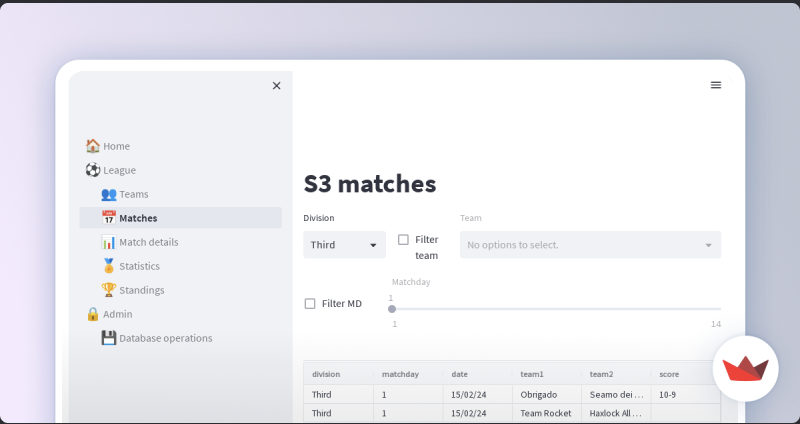 Home
League
Teams
Matches
Match details
Statistics
Standings
Admin
Database operations
S3 matches
Division
Team
Third
Filter team
No options to select.
Matchday
Filter MD
1
1
14
division matchday date team1 team2 score
Third 1 15/02/24 Obrigado Seamo dei ... 10-9
Third 1 15/02/24 Team Rocket Haxlock All ...